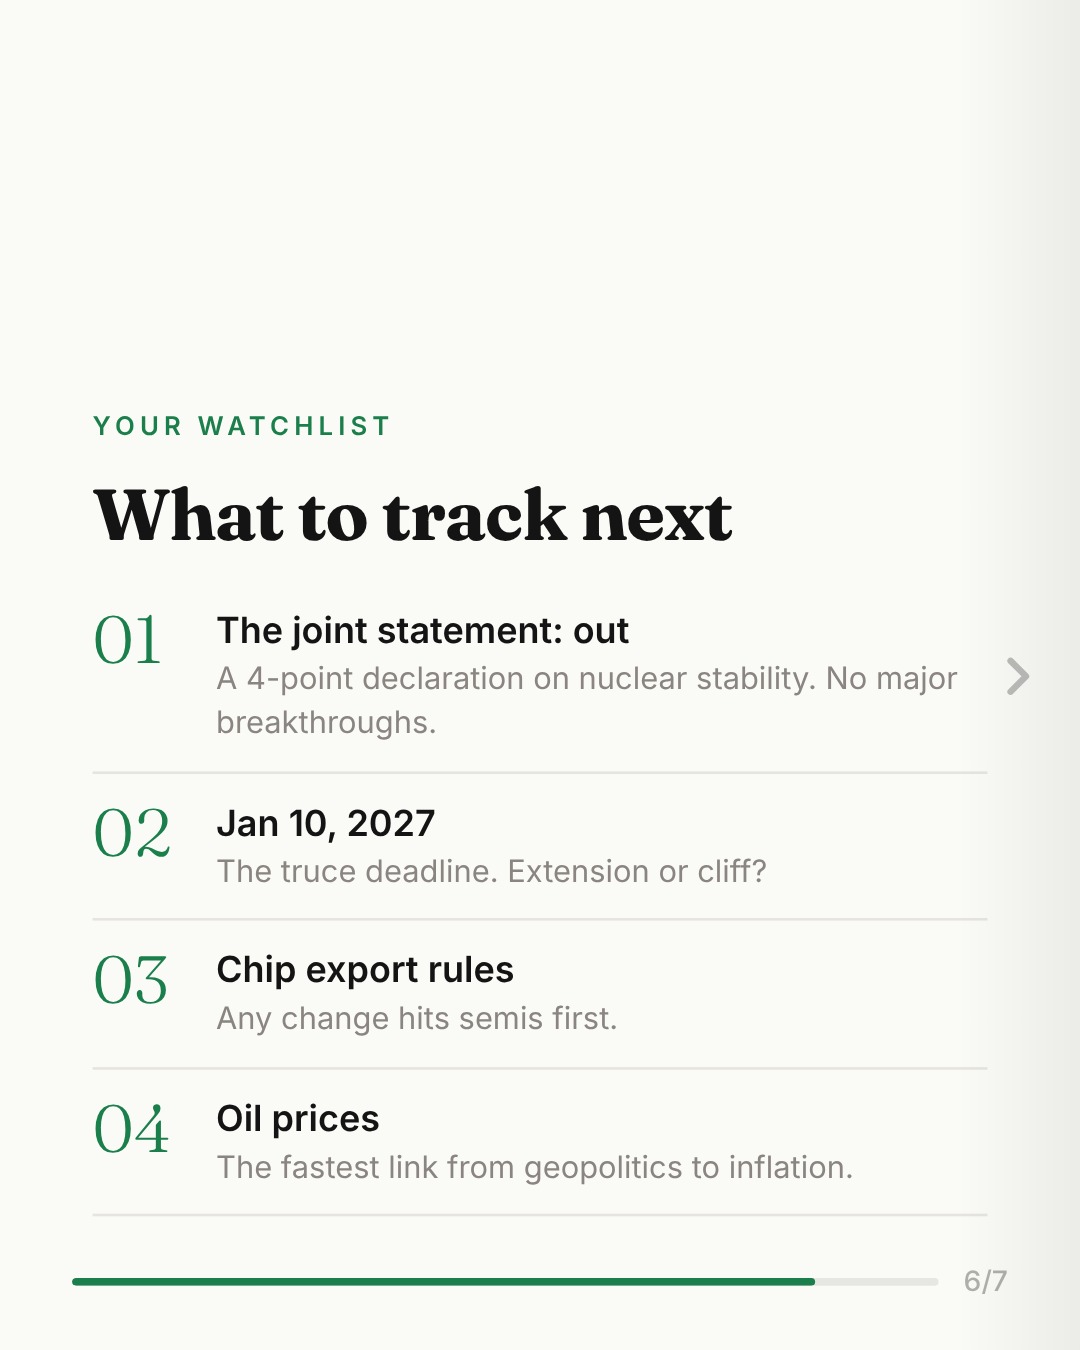 YOUR WATCHLIST
What to track next
01
The joint statement: out
A 4-point declaration on nuclear stability. No major
breakthroughs.
02
Jan 10, 2027
The truce deadline. Extension or cliff?
03
Chip export rules
Any change hits semis first.
04
Oil prices
The fastest link from geopolitics to inflation.
6/7